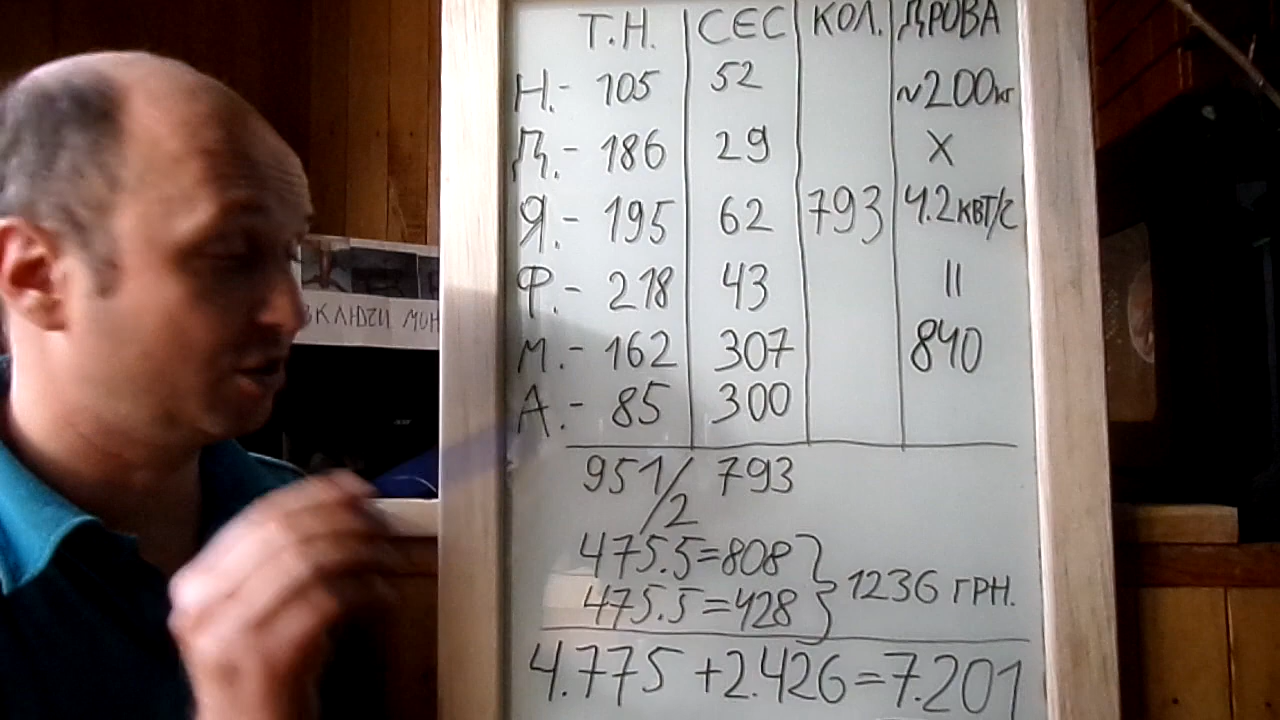 Т.Н. СЕС КОЛ. ДРОВА
Н.- 105 52 ~200кг
Д.- 186 29 X
Я.- 195 62 793 4.2КВТ/г
Ф.- 218 43 =
М.- 162 307 840
А.- 85 300
951/2 793
475.5=808
475.5=428 } 1236 ГРН.
4.775+2.426=7.201
ВКЛЮЧИ